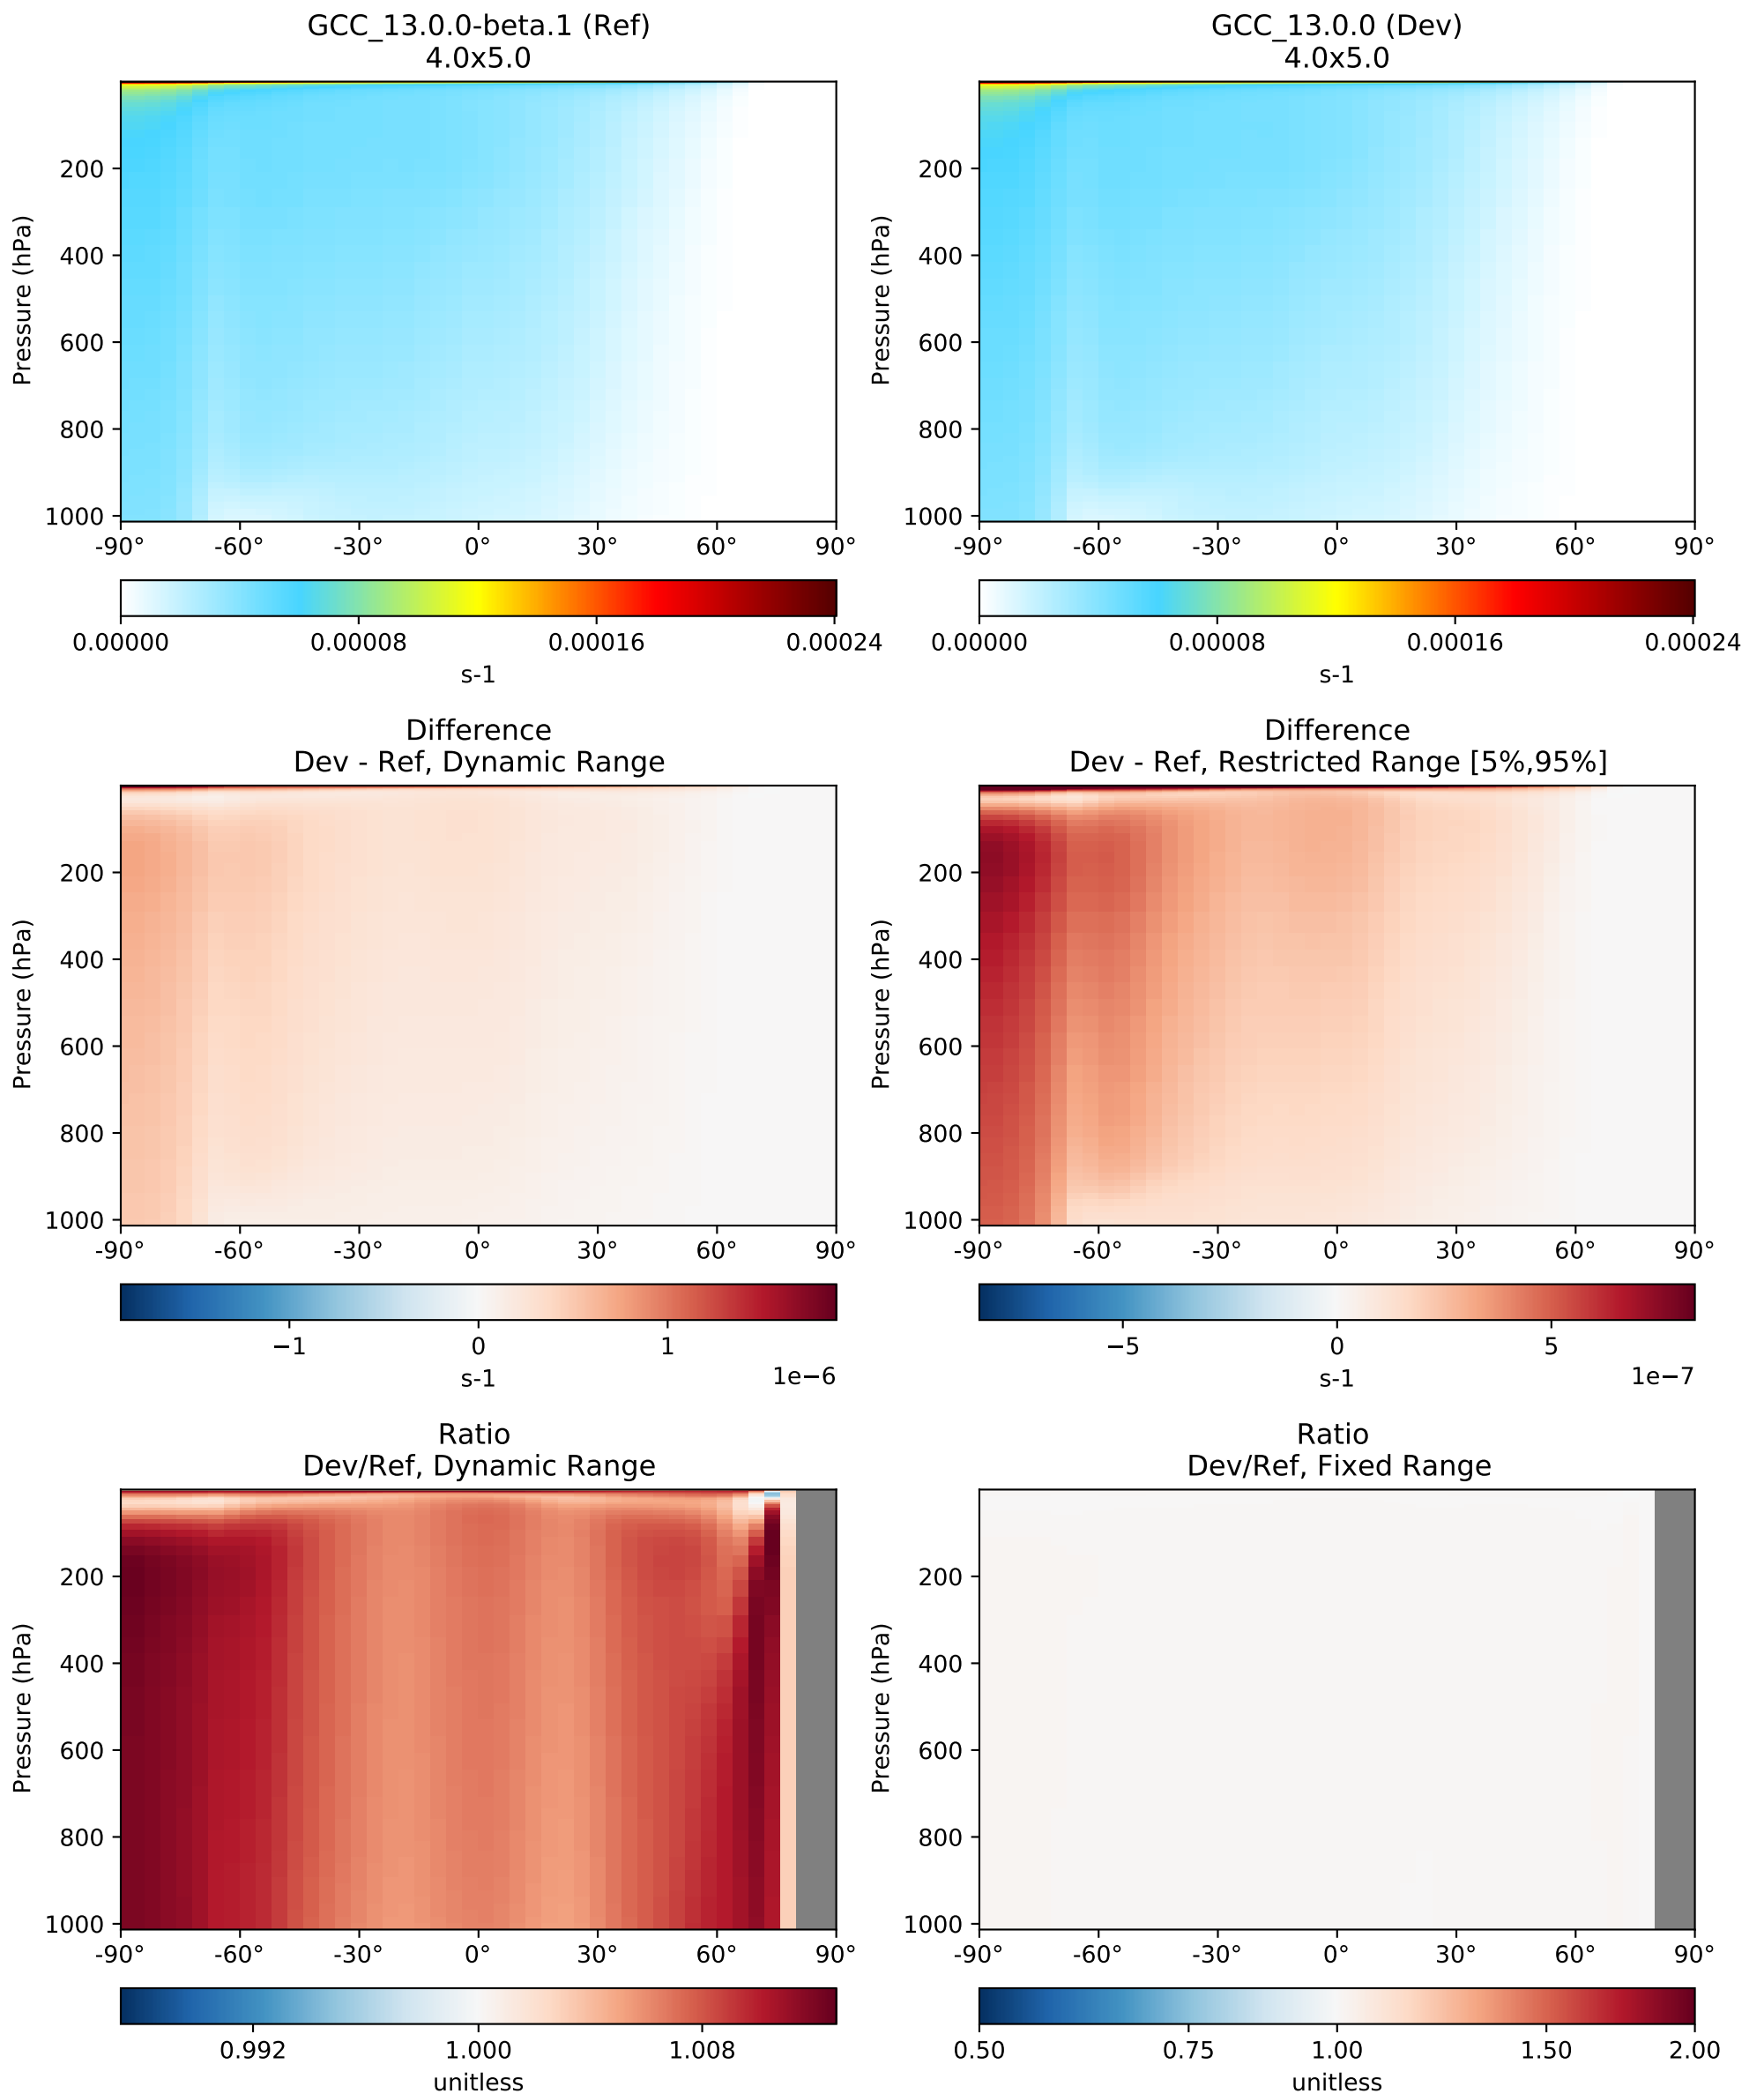 GCC_13.0.0-beta.1 (Ref)
4.0x5.0
Pressure (hPa)
200
400
600
800
1000
-90° -60° -30° 0° 30° 60° 90°
0.00000 0.00008 0.00016 0.00024
s-1
GCC_13.0.0 (Dev)
4.0x5.0
Pressure (hPa)
200
400
600
800
1000
-90° -60° -30° 0° 30° 60° 90°
0.00000 0.00008 0.00016 0.00024
s-1
Difference
Dev - Ref, Dynamic Range
Pressure (hPa)
200
400
600
800
1000
-90° -60° -30° 0° 30° 60° 90°
−1 0 1
s-1 1e−6
Difference
Dev - Ref, Restricted Range [5%,95%]
Pressure (hPa)
200
400
600
800
1000
-90° -60° -30° 0° 30° 60° 90°
−5 0 5
s-1 1e−7
Ratio
Dev/Ref, Dynamic Range
Pressure (hPa)
200
400
600
800
1000
-90° -60° -30° 0° 30° 60° 90°
0.992 1.000 1.008
unitless
Ratio
Dev/Ref, Fixed Range
Pressure (hPa)
200
400
600
800
1000
-90° -60° -30° 0° 30° 60° 90°
0.50 0.75 1.00 1.50 2.00
unitless